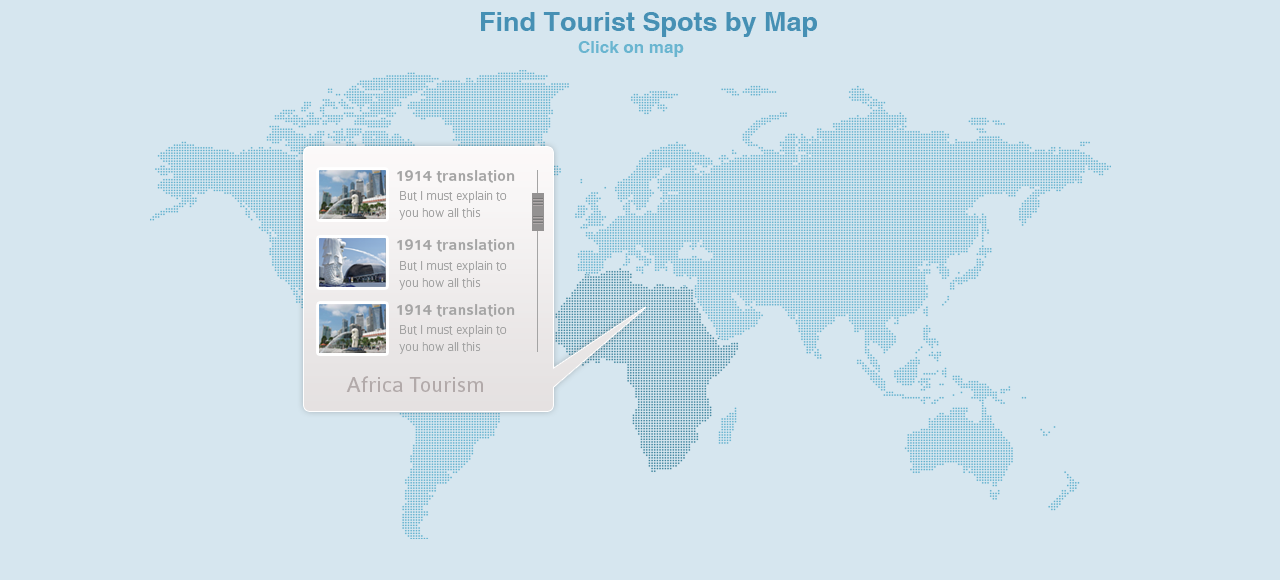 Find Tourist Spots by Map
Click on map
1914 translation
But I must explain to
you how all this
1914 translation
But I must explain to
you how all this
1914 translation
But I must explain to
you how all this
Africa Tourism